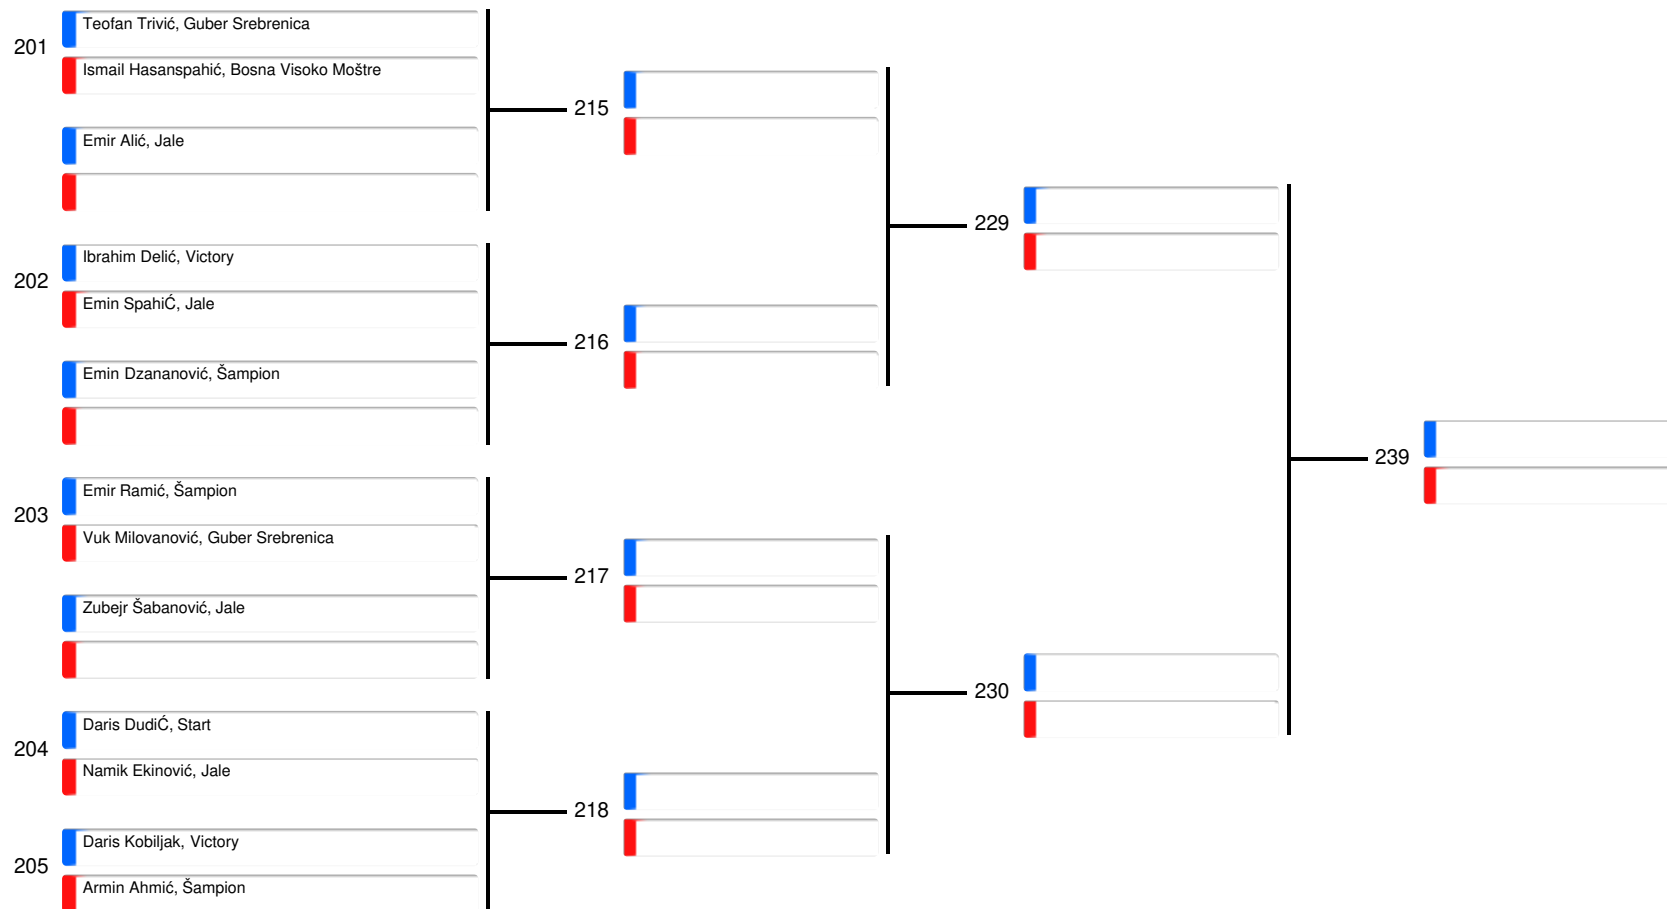 Teofan Trivić, Guber Srebrenica
201
Ismail Hasanspahić, Bosna Visoko Moštre
215
Emir Alić, Jale
229
Ibrahim Delić, Victory
202
Emin SpahiĆ, Jale
216
Emin Dzananović, Šampion
239
Emir Ramić, Šampion
203
Vuk Milovanović, Guber Srebrenica
217
Zubejr Šabanović, Jale
230
Daris DudiĆ, Start
204
Namik Ekinović, Jale
218
Daris Kobiljak, Victory
205
Armin Ahmić, Šampion